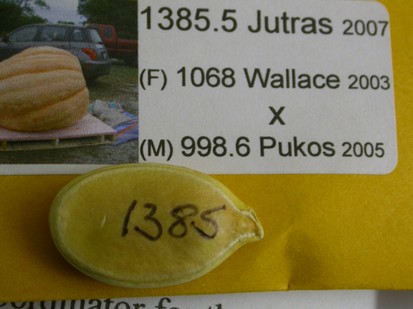 1385.5 Jutras 2007
(F) 1068 Wallace 2003
X
(M) 998.6 Pukos 2005
1385